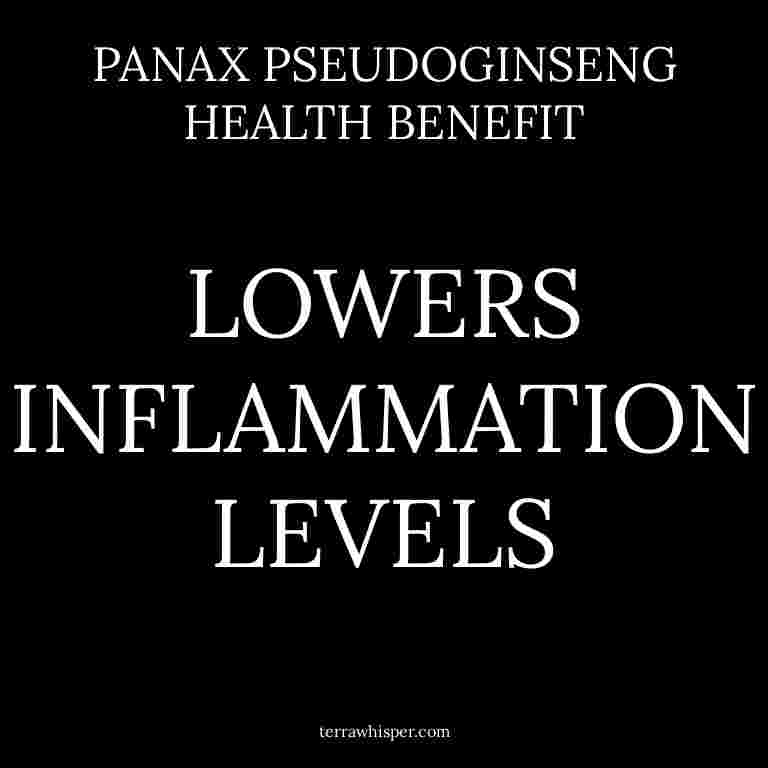 PANAX PSEUDOGINSENG
HEALTH BENEFIT
LOWERS
INFLAMMATION
LEVELS
terrawhisper.com